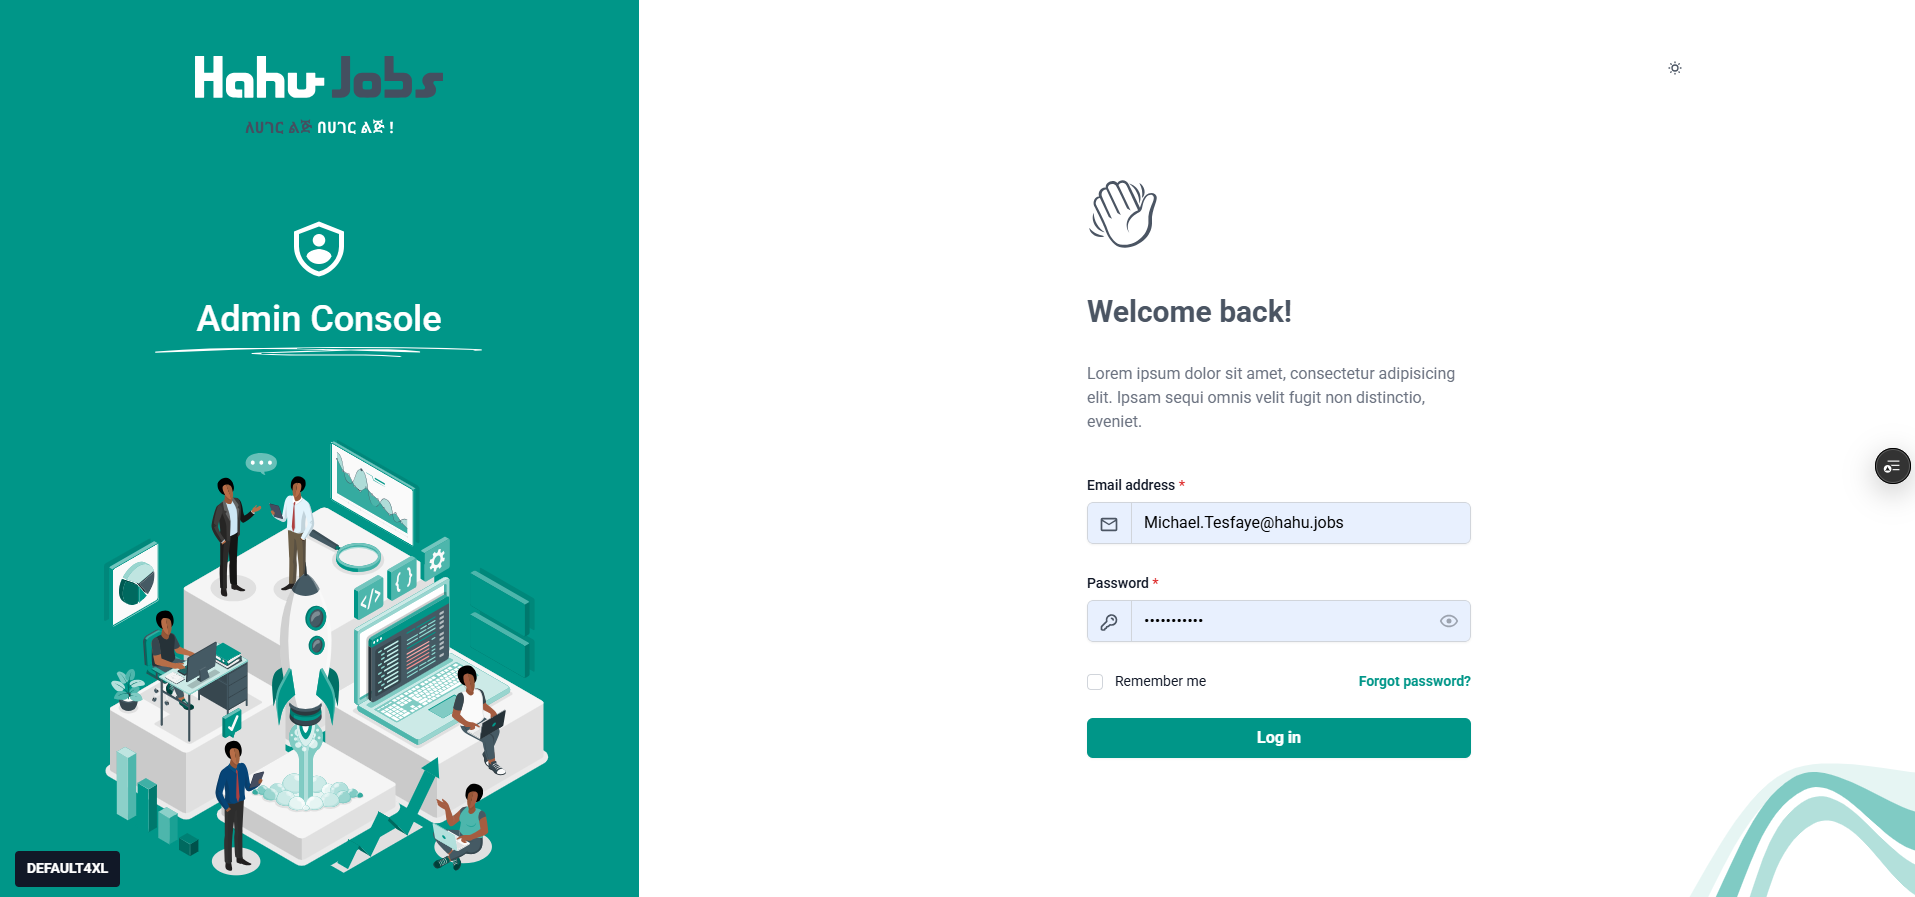 Hahu Jobs
ለሀገር ልጅ በሀገር ልጅ !
Admin Console
</>
{ }
DEFAULT4XL
Welcome back!
Lorem ipsum dolor sit amet, consectetur adipisicing
elit. Ipsam sequi omnis velit fugit non distinctio,
eveniet.
Email address *
Michael.Tesfaye@hahu.jobs
Password *
•••••••••••
Remember me
Forgot password?
Log in